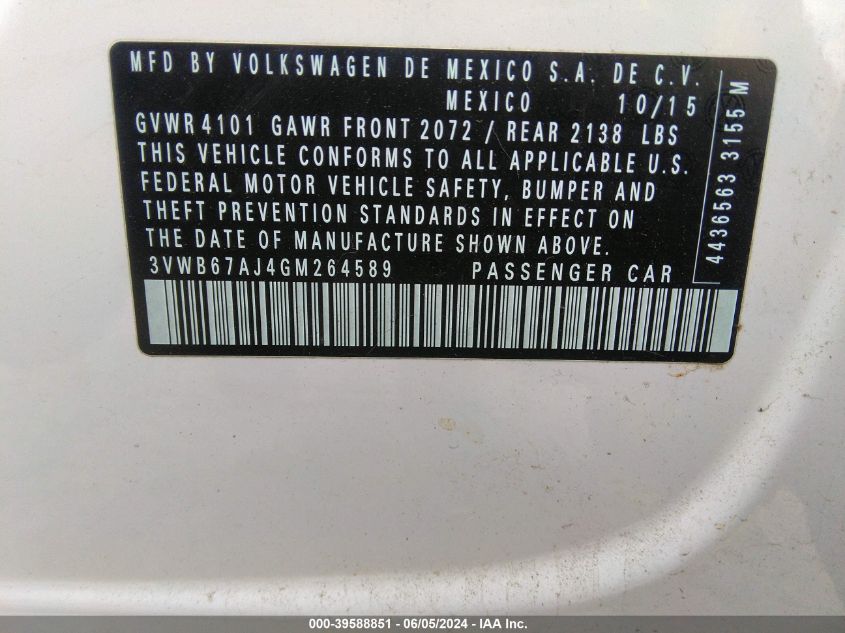 MFD BY VOLKSWAGEN DE MEXICO S.A. DE C.V.
MEXICO 10/15
GVWR 4101 GAWR FRONT 2072 / REAR 2138 LBS
THIS VEHICLE CONFORMS TO ALL APPLICABLE U.S.
FEDERAL MOTOR VEHICLE SAFETY, BUMPER AND
THEFT PREVENTION STANDARDS IN EFFECT ON
THE DATE OF MANUFACTURE SHOWN ABOVE.
3VWB67AJ4GM264589 PASSENGER CAR
4436563 3155 M
000-39588851 - 06/05/2024 - IAA Inc.